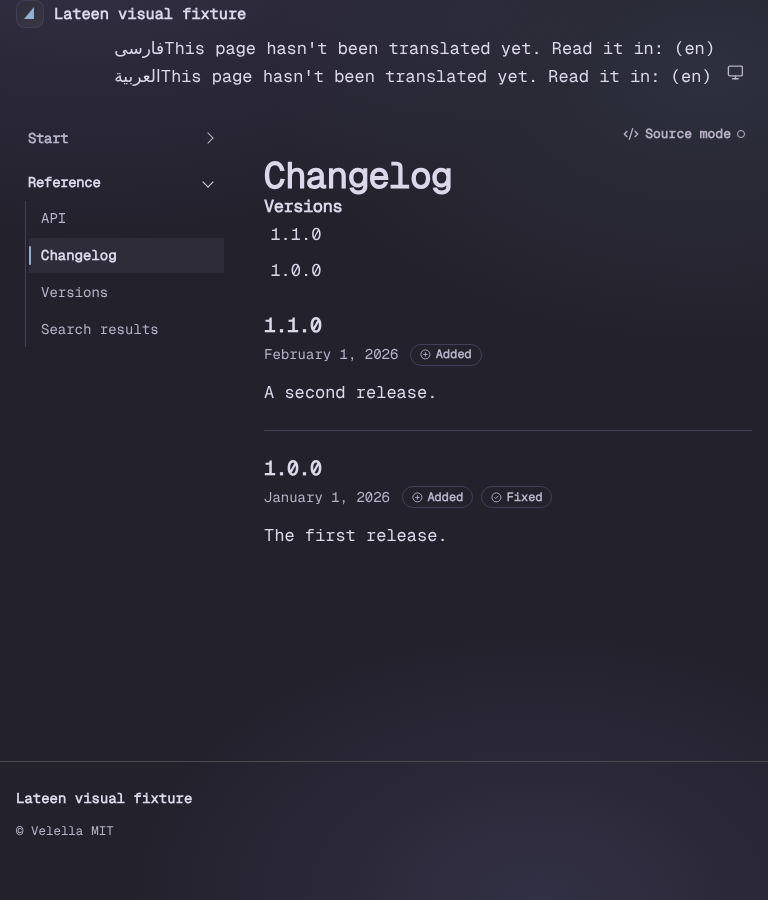 Lateen visual fixture
فارسیThis page hasn't been translated yet. Read it in: (en)
العربيةThis page hasn't been translated yet. Read it in: (en)
Start
Reference
API
Changelog
Versions
Search results
Source mode
Changelog
Versions
1.1.0
1.0.0
1.1.0
February 1, 2026 Added
A second release.
1.0.0
January 1, 2026 Added Fixed
The first release.
Lateen visual fixture
© Velella MIT